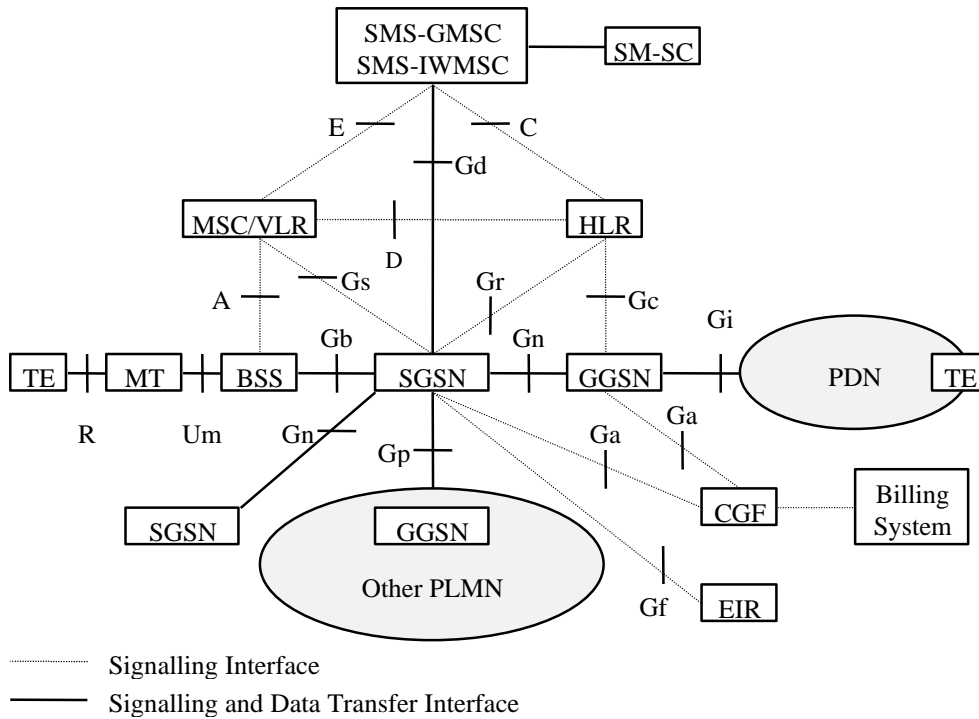 SMS-GMSC
SMS-IWMSC
SM-SC
E
C
Gd
MSC/VLR
HLR
D
Gs
Gr
A
Gc
Gi
Gb
Gn
TE
MT
BSS
SGSN
GGSN
PDN
TE
R
Um
Gn
Gp
Ga
Ga
SGSN
GGSN
CGF
Billing
System
Other PLMN
Gf
EIR
Signalling Interface
Signalling and Data Transfer Interface